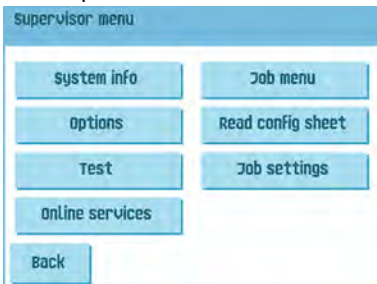 Supervisor menu
System info
Job menu
Options
Read config sheet
Test
Job settings
Online services
Back